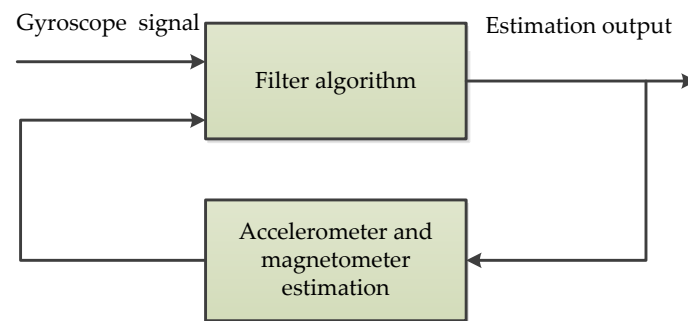 Gyroscope signal
Estimation output
Filter algorithm
Accelerometer and
magnetometer
estimation